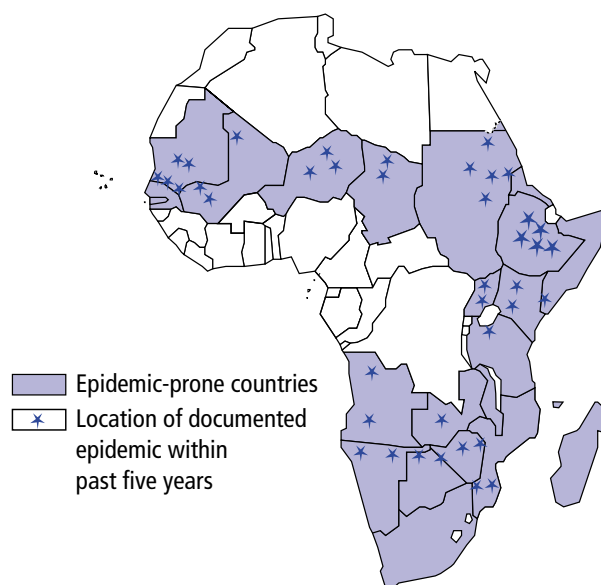 Epidemic-prone countries
Location of documented
epidemic within
past five years